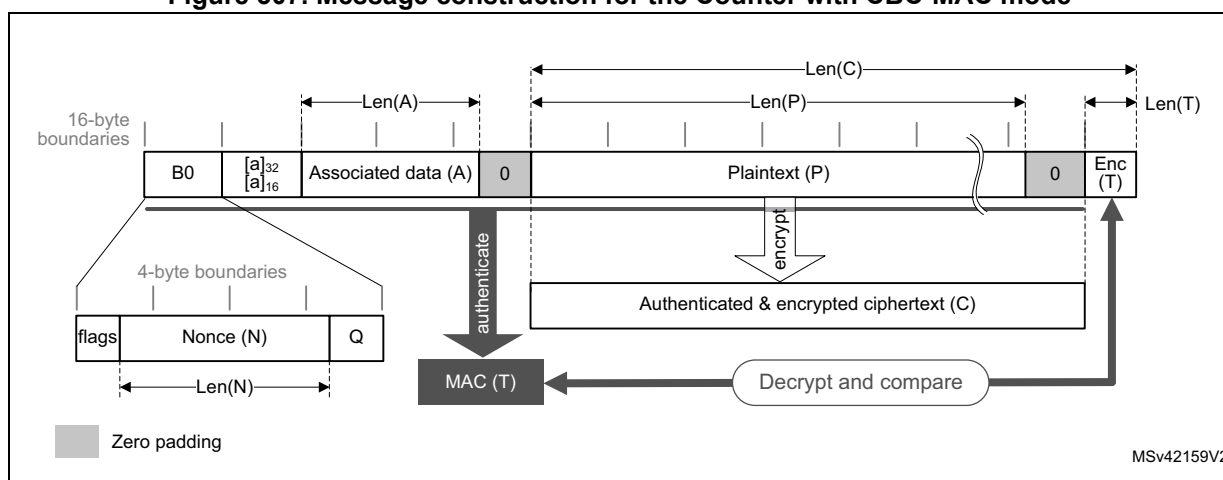 Figure 307. Message construction for the Counter with CBC-MAC mode
Len(C)
Len(A)
Len(P)
Len(T)
16-byte
boundaries
B0
[a]32
[a]16
Associated data (A)
0
Plaintext (P)
0
Enc
(T)
authenticate
encrypt
4-byte boundaries
Authenticated & encrypted ciphertext (C)
flags
Nonce (N)
Q
MAC (T)
Decrypt and compare
Len(N)
Zero padding
MSv42159V2